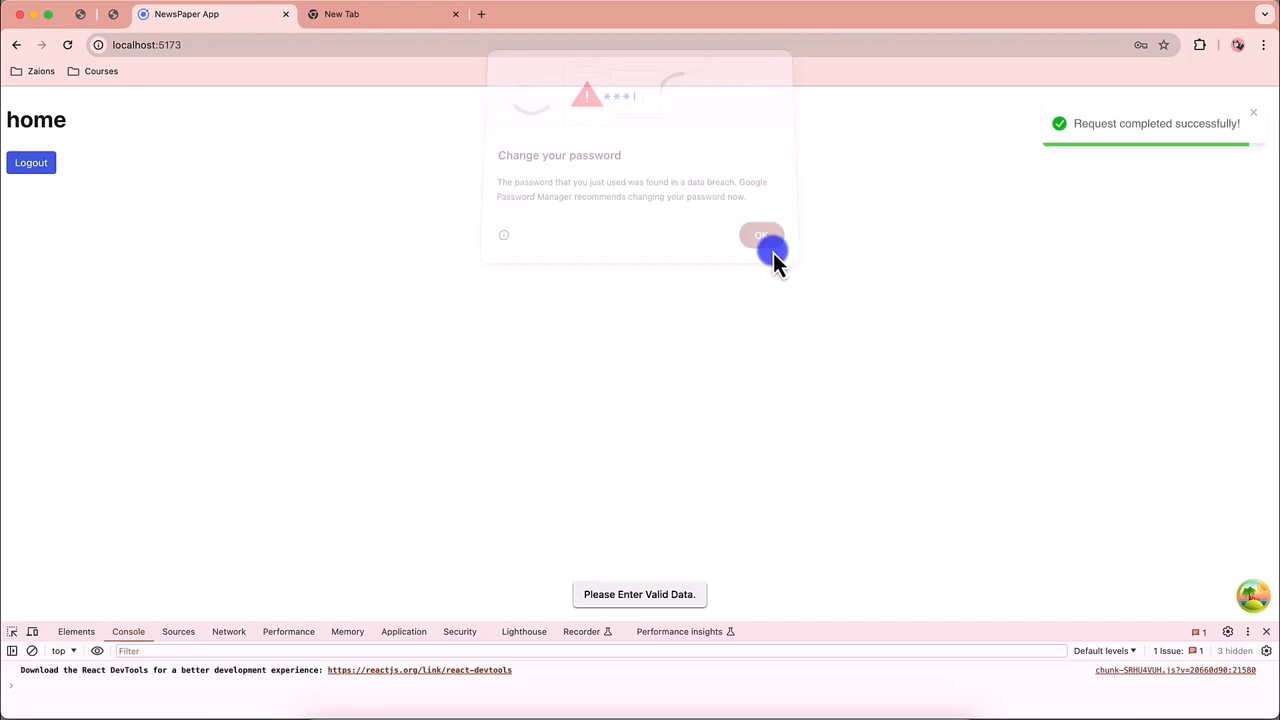 NewsPaper App
New Tab
localhost:5173
Zaions
Courses
home
Logout
Request completed successfully!
***
Change your password
The password that you just used was found in a data breach. Google
Password Manager recommends changing your password now.
OK
Please Enter Valid Data.
Elements
Console
Sources
Network
Performance
Memory
Application
Security
Lighthouse
Recorder
Performance insights
1
top
Filter
Default levels
1 Issue:
1
3 hidden
Download the React DevTools for a better development experience: https://reactjs.org/link/react-devtools
chunk-SRHU4VUH.js?v=20660d90:21580